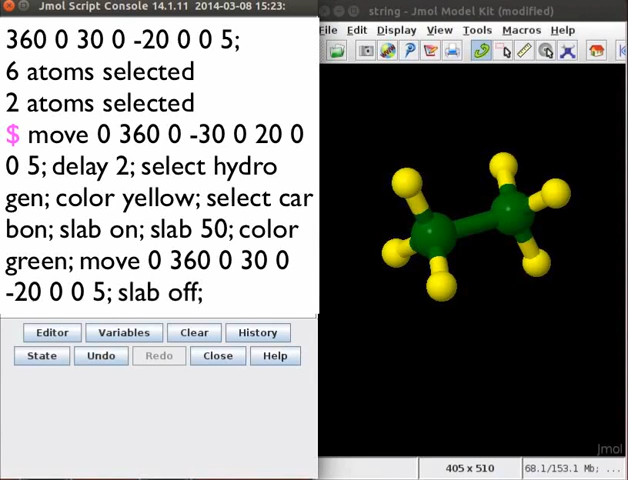 Jmol Script Console 14.1.11  2014-03-08 15:23:
string - Jmol Model Kit (modified)
File Edit Display View Tools Macros Help
360 0 30 0 -20 0 0 5;
6 atoms selected
2 atoms selected
$ move 0 360 0 -30 0 20 0
0 5; delay 2; select hydro
gen; color yellow; select car
bon; slab on; slab 50; color
green; move 0 360 0 30 0
-20 0 0 5; slab off;
Editor Variables Clear History
State Undo Redo Close Help
Jmol
405 x 510
68.1/153.1 Mb; ...